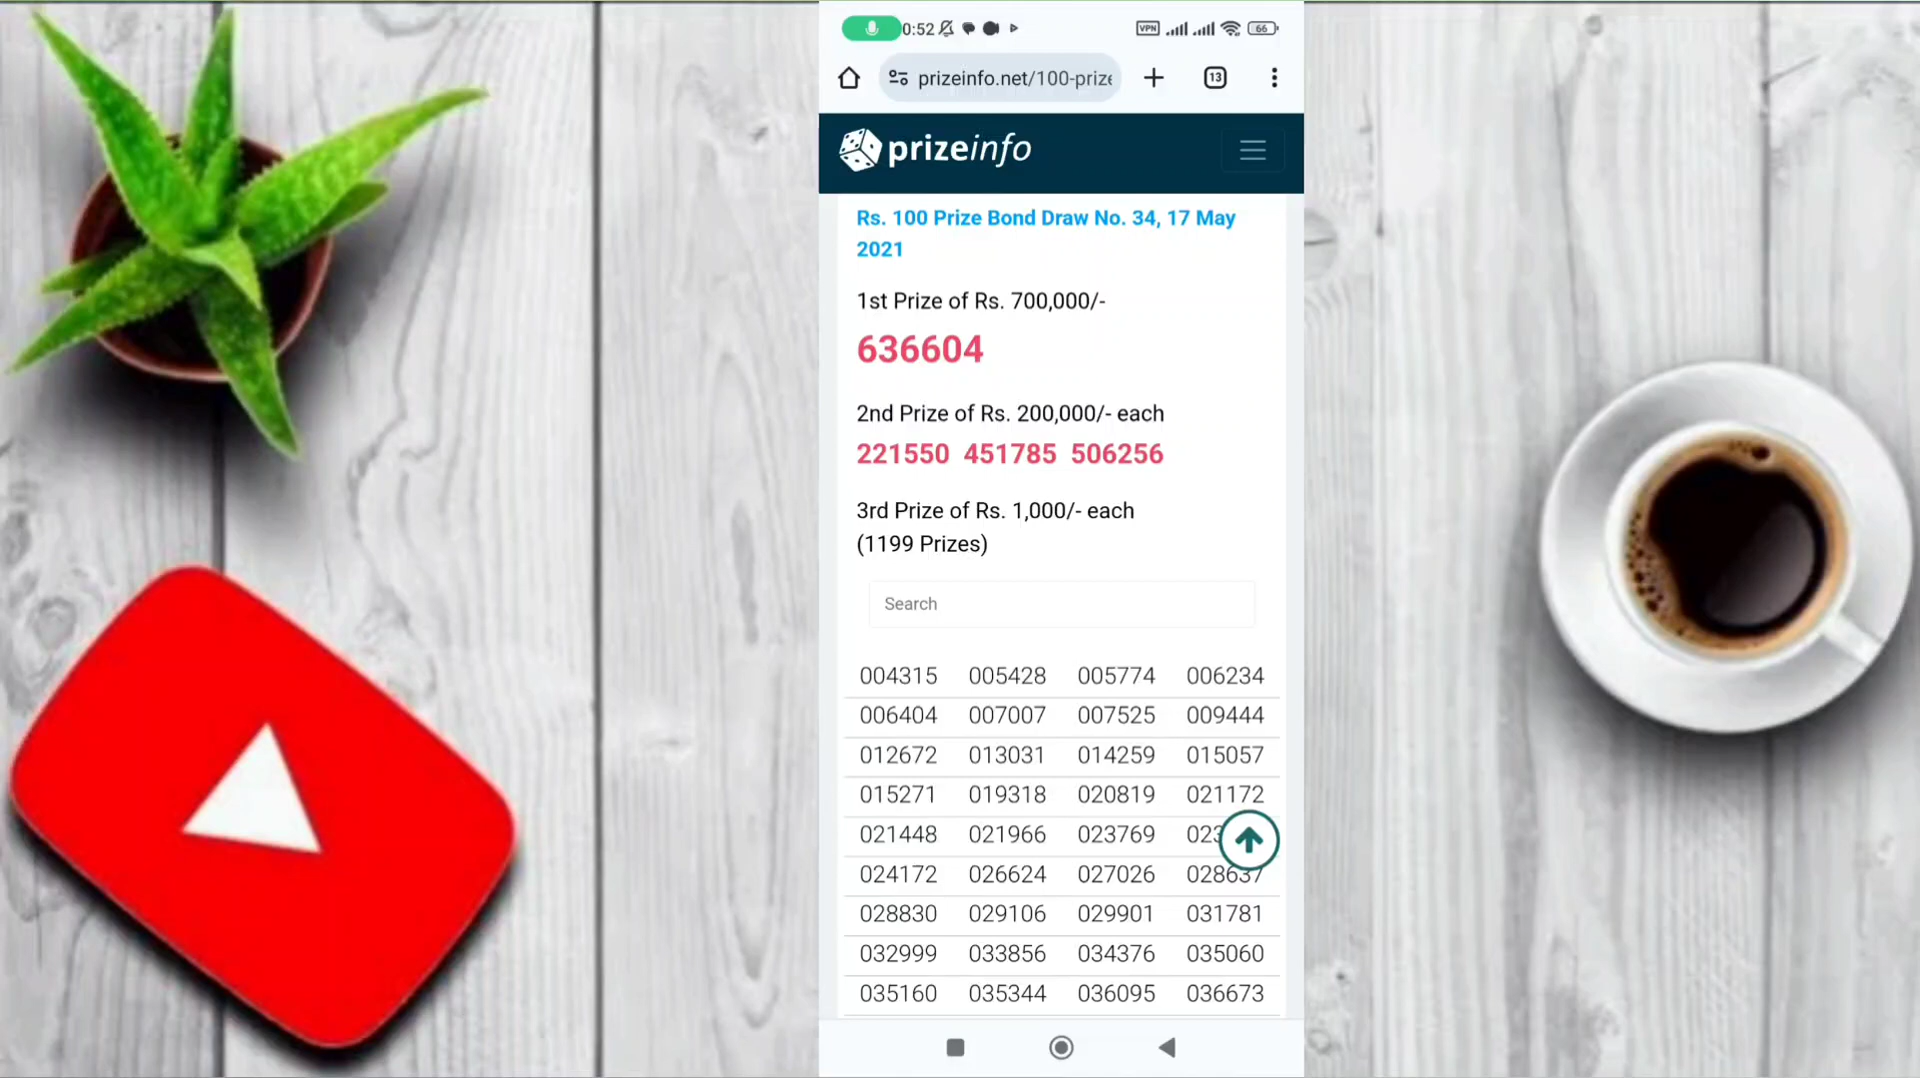 0:52
VPN
66
prizeinfo.net/100-prize
13
prizeinfo
Rs. 100 Prize Bond Draw No. 34, 17 May
2021
1st Prize of Rs. 700,000/-
636604
2nd Prize of Rs. 200,000/- each
221550 451785 506256
3rd Prize of Rs. 1,000/- each
(1199 Prizes)
Search
004315 005428 005774 006234
006404 007007 007525 009444
012672 013031 014259 015057
015271 019318 020819 021172
021448 021966 023769
024172 026624 027026 028637
028830 029106 029901 031781
032999 033856 034376 035060
035160 035344 036095 036673